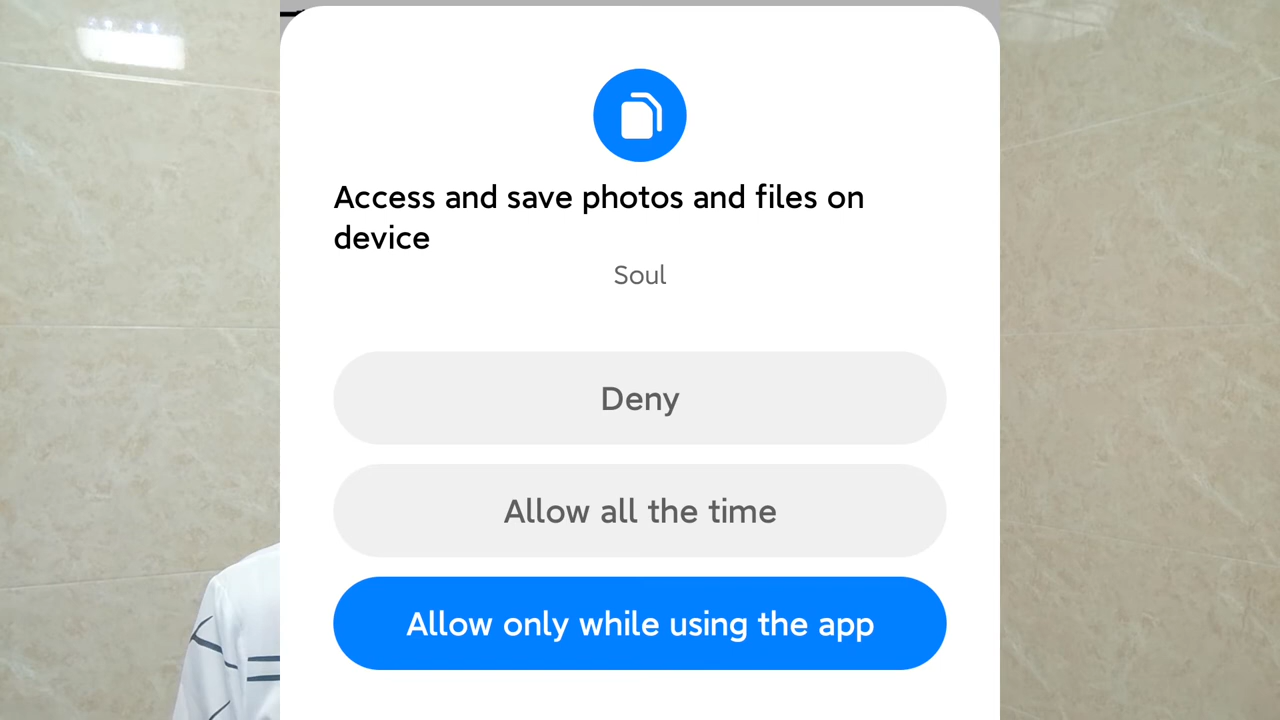 Access and save photos and files on
device
Soul
Deny
Allow all the time
Allow only while using the app